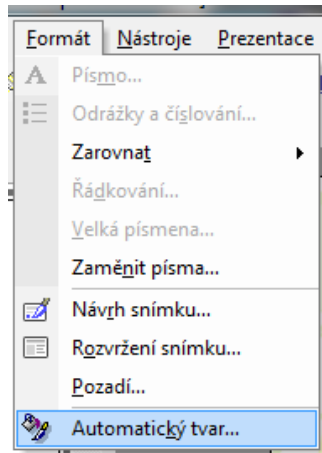 Formát Nástroje Prezentace
Písmo...
Odrážky a číslování...
Zarovnat
Řádkování...
Velká písmena...
Zaměnit písma...
Návrh snímku...
Rozvržení snímku...
Pozadí...
Automatický tvar...